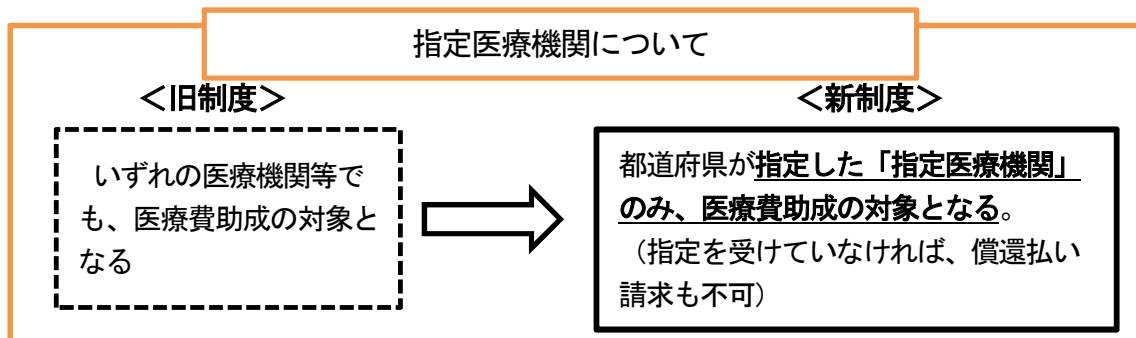 指定医療機関について
＜旧制度＞
いずれの医療機関等で
も、医療費助成の対象と
なる
＜新制度＞
都道府県が指定した「指定医療機関」
のみ、医療費助成の対象となる。
（指定を受けていなければ、償還払い
請求も不可）